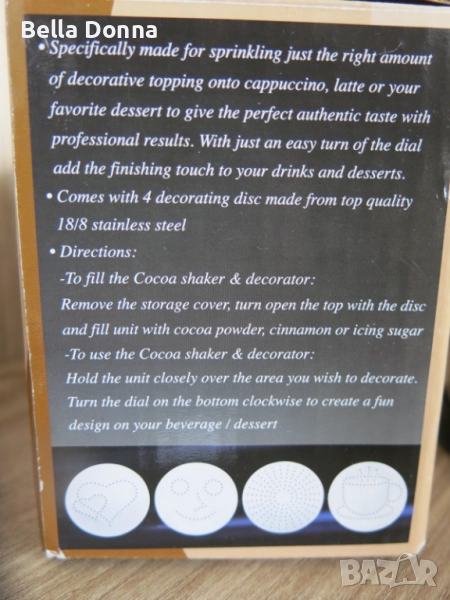 Bella Donna
• Specifically made for sprinkling just the right amount
of decorative topping onto cappuccino, latte or your
favorite dessert to give the perfect authentic taste with
professional results. With just an easy turn of the dial
add the finishing touch to your drinks and desserts.
• Comes with 4 decorating disc made from top quality
18/8 stainless steel
• Directions:
-To fill the Cocoa shaker & decorator:
Remove the storage cover, turn open the top with the disc
and fill unit with cocoa powder, cinnamon or icing sugar
-To use the Cocoa shaker & decorator:
Hold the unit closely over the area you wish to decorate.
Turn the dial on the bottom clockwise to create a fun
design on your beverage / dessert
BAZAR